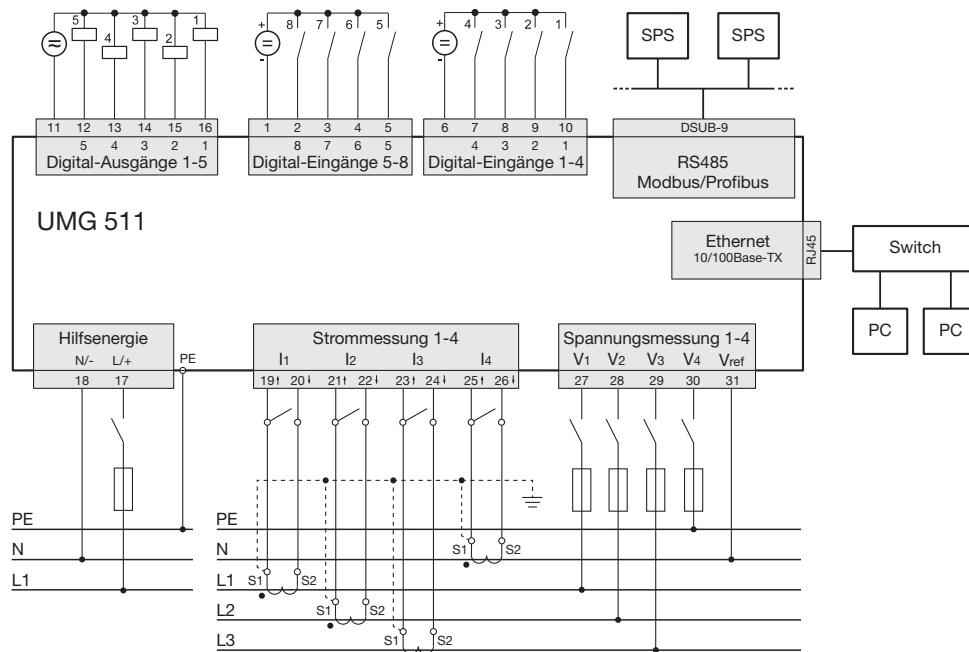 5 3 1
4 2
+ 8 7 6 5
-
+ 4 3 2 1
-
SPS SPS
11 12 13 14 15 16
5 4 3 2 1
Digital-Ausgänge 1-5
1 2 3 4 5
8 7 6 5
Digital-Eingänge 5-8
6 7 8 9 10
4 3 2 1
Digital-Eingänge 1-4
DSUB-9
RS485
Modbus/Profibus
UMG 511
Ethernet
10/100Base-TX
RJ45
Switch
PC PC
Hilfsenergie
N/- L/+
18 17
PE
Strommessung 1-4
I1 I2 I3 I4
19 20 21 22 23 24 25 26
Spannungsmessung 1-4
V1 V2 V3 V4 Vref
27 28 29 30 31
PE
N
L1
PE
N
L1
L2
L3
S1 S2
S1 S2
S1 S2
S1 S2